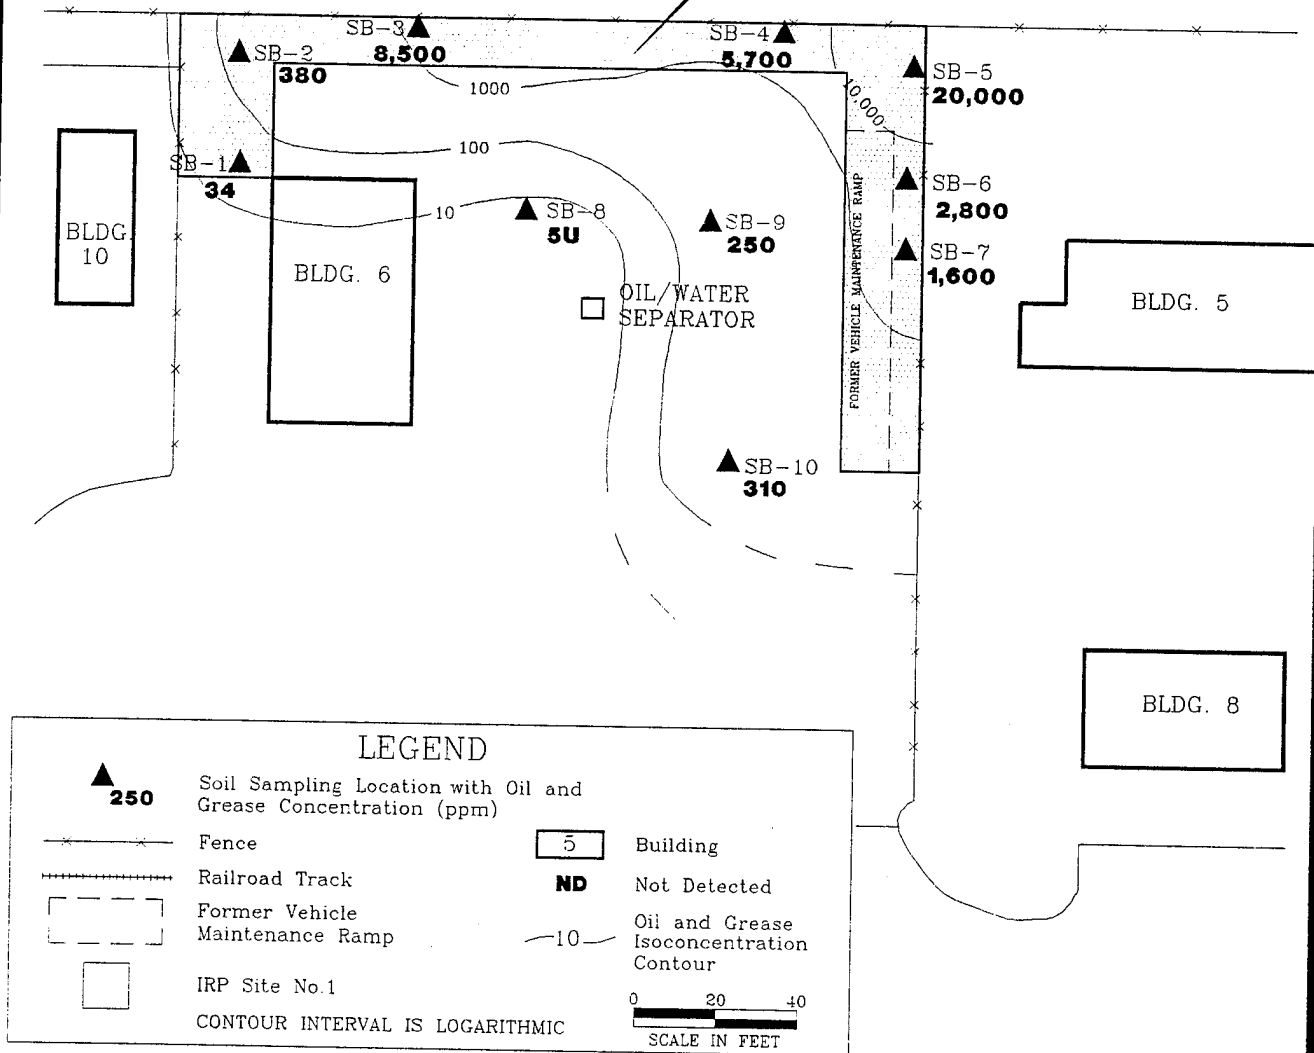 SB-3
8,500
SB-4
5,700
SB-2
380
SB-5
20,000
1000
10,000
100
SB-1
34
SB-6
2,800
10
SB-8
5U
SB-9
250
SB-7
1,600
BLDG.
10
BLDG. 6
OIL/WATER
SEPARATOR
FORMER VEHICLE MAINTENANCE RAMP
BLDG. 5
SB-10
310
BLDG. 8
LEGEND
250
Soil Sampling Location with Oil and
Grease Concentration (ppm)
Fence
Railroad Track
Former Vehicle
Maintenance Ramp
IRP Site No.1
CONTOUR INTERVAL IS LOGARITHMIC
5
Building
ND
Not Detected
10
Oil and Grease
Isoconcentration
Contour
0 20 40
SCALE IN FEET